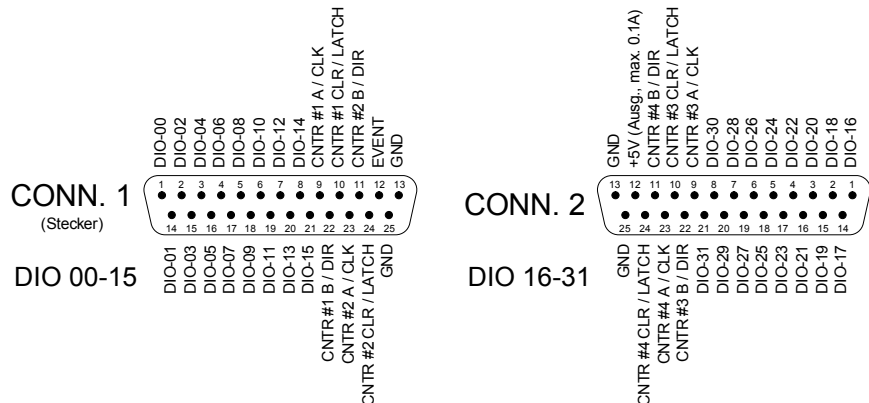 DIO-00
DIO-02
DIO-04
DIO-06
DIO-08
DIO-10
DIO-12
DIO-14
CNTR #1 A / CLK
CNTR #1 CLR / LATCH
CNTR #2 B / DIR
EVENT
GND
1 2 3 4 5 6 7 8 9 10 11 12 13
CONN. 1
(Stecker)
14 15 16 17 18 19 20 21 22 23 24 25
DIO 00-15
DIO-01
DIO-03
DIO-05
DIO-07
DIO-09
DIO-11
DIO-13
DIO-15
CNTR #1 B / DIR
CNTR #2 A / CLK
CNTR #2 CLR / LATCH
GND
GND
+5V (Ausg., max. 0.1A)
CNTR #4 B / DIR
CNTR #3 CLR / LATCH
CNTR #3 A / CLK
DIO-30
DIO-28
DIO-26
DIO-24
DIO-22
DIO-20
DIO-18
DIO-16
13 12 11 10 9 8 7 6 5 4 3 2 1
CONN. 2
25 24 23 22 21 20 19 18 17 16 15 14
DIO 16-31
GND
CNTR #4 CLR / LATCH
CNTR #4 A / CLK
CNTR #3 B / DIR
DIO-31
DIO-29
DIO-27
DIO-25
DIO-23
DIO-21
DIO-19
DIO-17